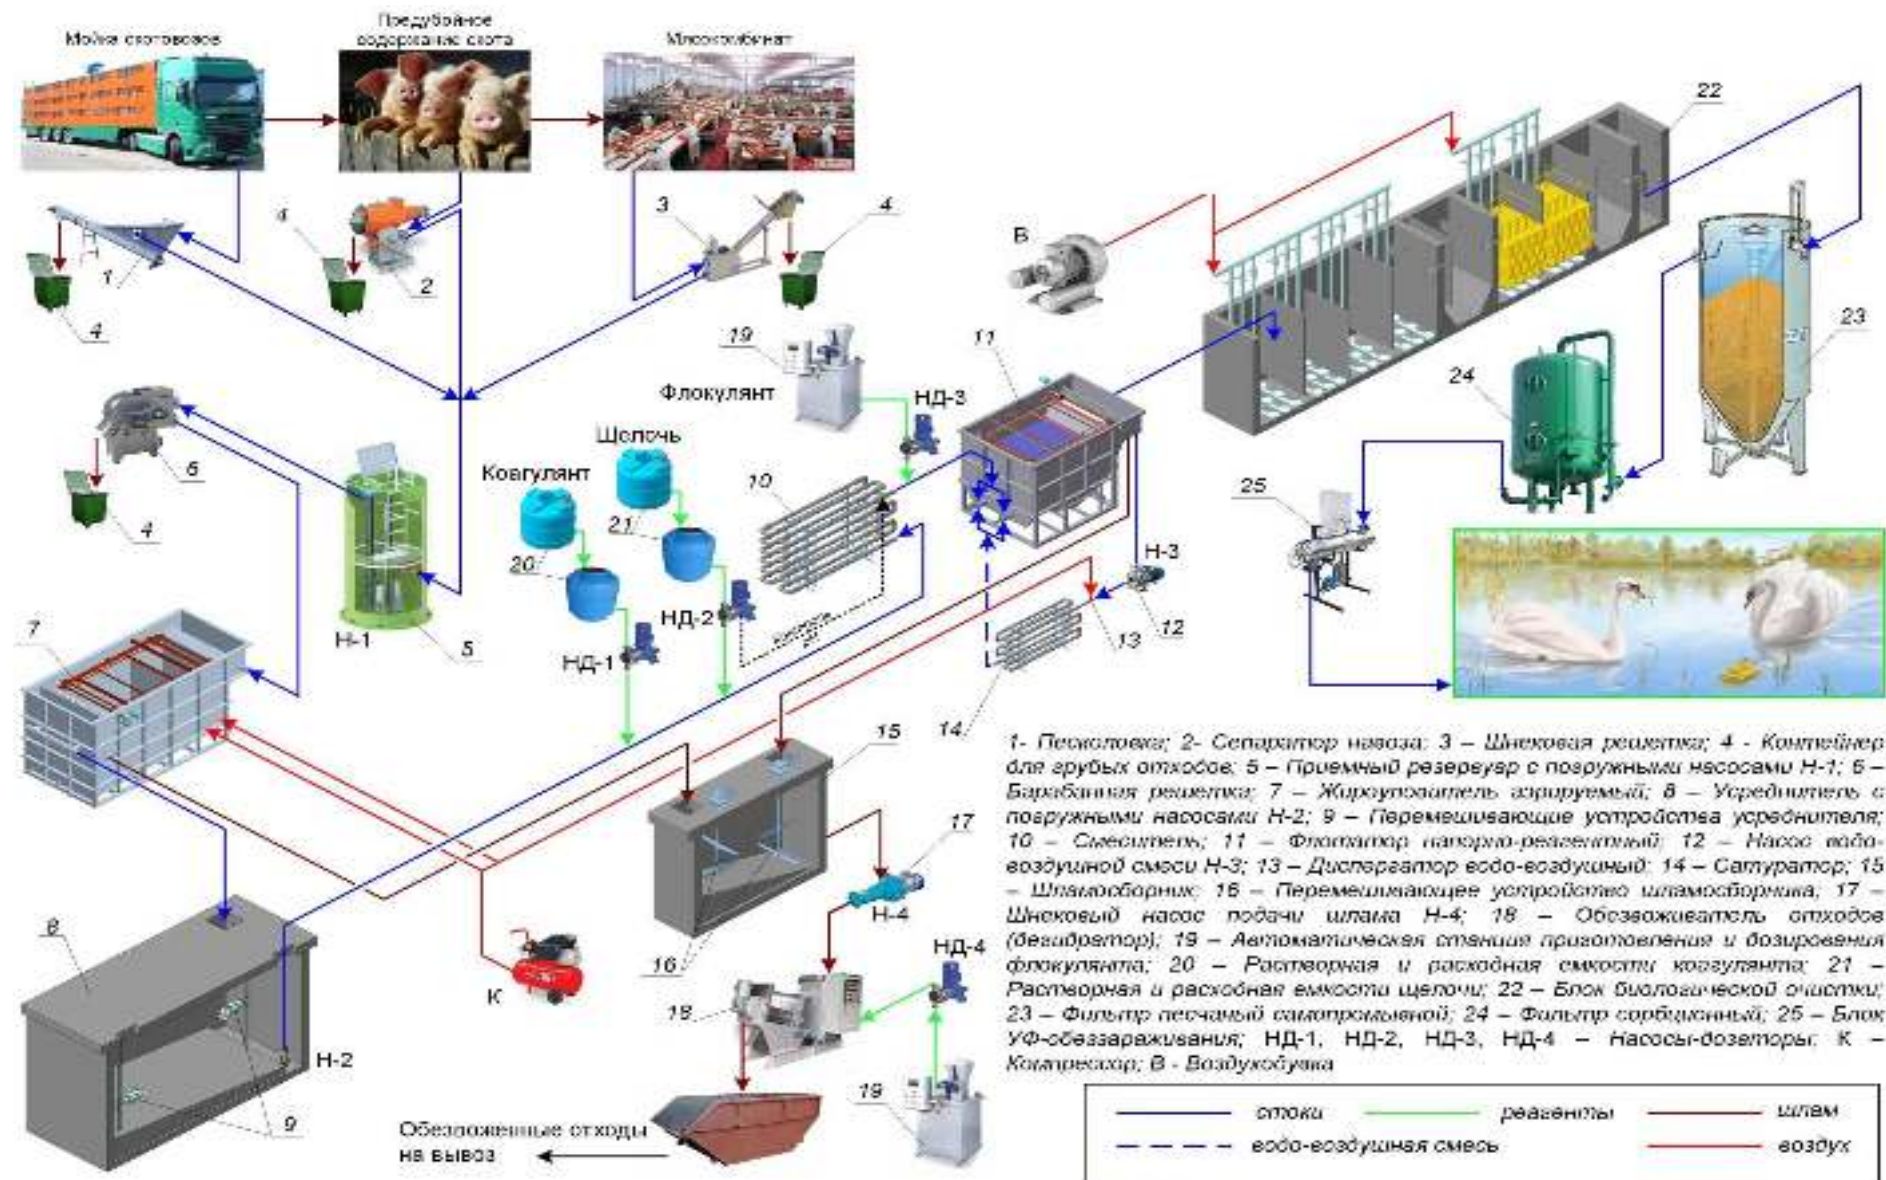 Мойка скотовозов
Предубойное
содержание скота
Мясокомбинат
1
4
4
2
3
4
6
4
Н-1
5
7
8
9
Н-2
Коагулянт
20
Щелочь
21
НД-1
НД-2
Флокулянт
19
НД-3
10
11
Н-3
12
13
14
15
16
17
Н-4
НД-4
18
19
К
В
22
23
24
25
Обезвоженные отходы
на вывоз
1- Песколовка; 2- Сепаратор навоза; 3 – Шнековая решетка; 4 - Контейнер
для грубых отходов; 5 – Приемный резервуар с погружными насосами Н-1; 6 –
Барабанная решетка; 7 – Жироуловитель аэрируемый; 8 – Усреднитель с
погружными насосами Н-2; 9 – Перемешивающие устройства усреднителя;
10 – Смеситель; 11 – Флотатор напорно-реагентный; 12 – Насос водо-
воздушной смеси Н-3; 13 – Диспергатор водо-воздушный; 14 – Сатуратор; 15
– Шламосборник; 16 – Перемешивающее устройство шламосборника; 17 –
Шнековый насос подачи шлама Н-4; 18 – Обезвоживатель отходов
(дегидратор); 19 – Автоматическая станция приготовления и дозирования
флокулянта; 20 – Растворная и расходная емкости коагулянта; 21 –
Растворная и расходная емкости щелочи; 22 – Блок биологической очистки;
23 – Фильтр песчаный самопромывной; 24 – Фильтр сорбционный; 25 – Блок
УФ-обеззараживания; НД-1, НД-2, НД-3, НД-4 – Насосы-дозаторы; К –
Компрессор; В - Воздуходувка
стоки
реагенты
шлам
водо-воздушная смесь
воздух